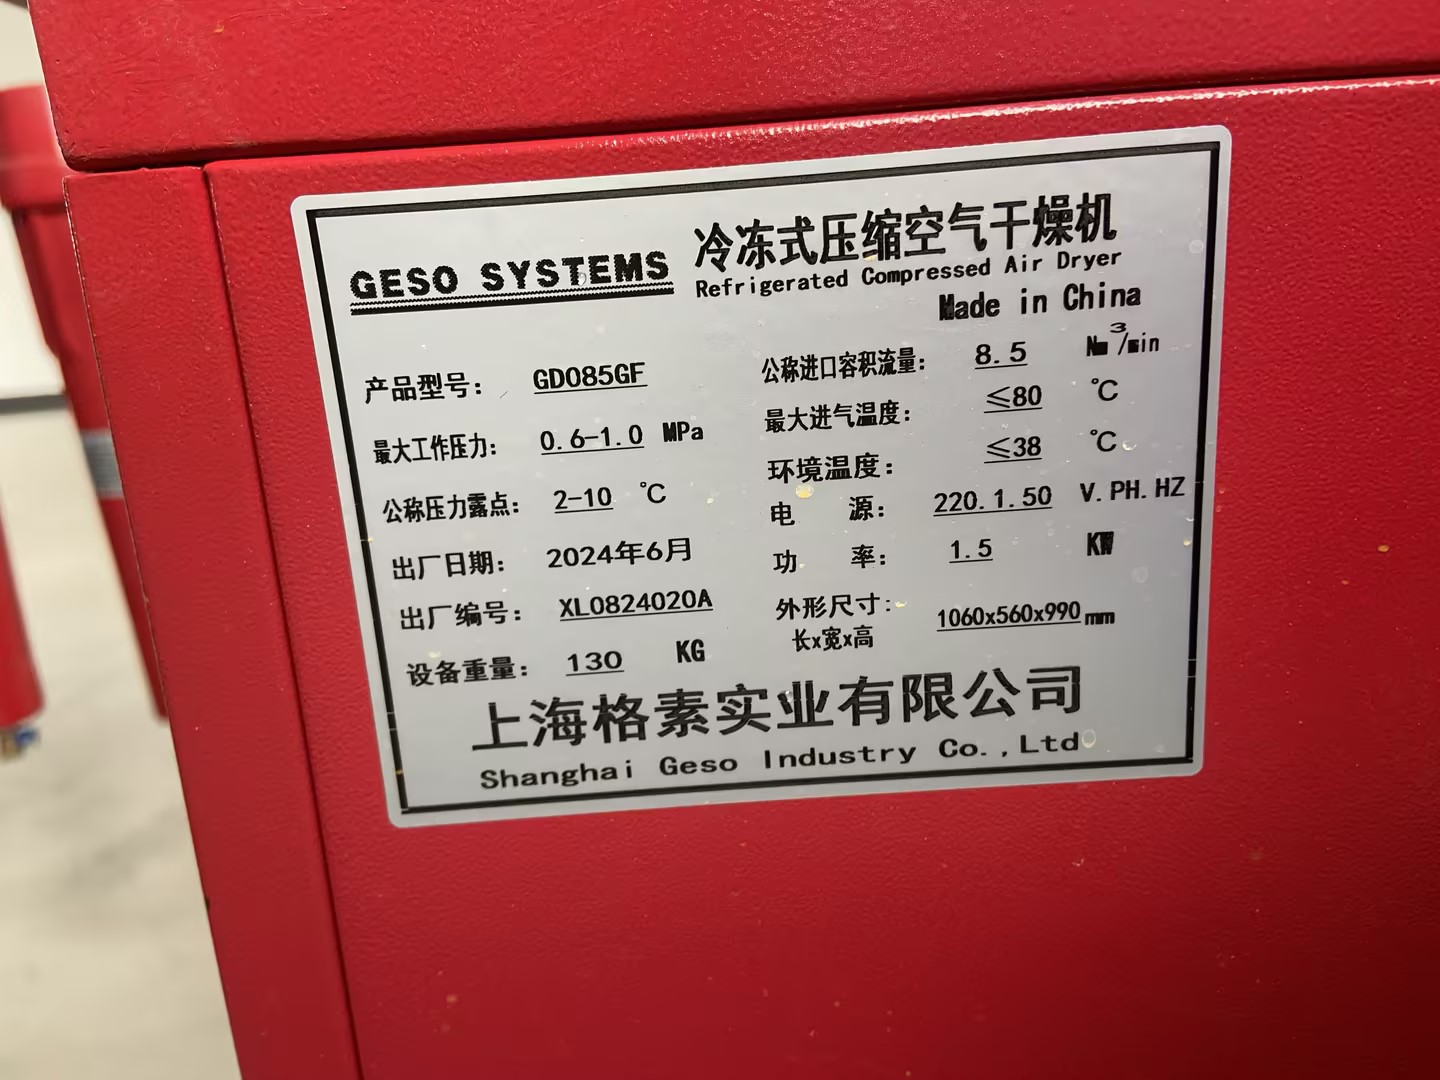 GESO SYSTEMS
冷冻式压缩空气干燥机
Refrigerated Compressed Air Dryer
Made in China
产品型号： GD085GF
最大工作压力： 0.6-1.0 MPa
公称压力露点： 2-10 ℃
出厂日期： 2024年6月
出厂编号： XL0824020A
设备重量： 130 KG
公称进口容积流量： 8.5 Nm³/min
最大进气温度： ≤80 ℃
环境温度： ≤38 ℃
电 源： 220.1.50 V.PH.HZ
功 率： 1.5 KW
外形尺寸: 1060x560x990 mm
长x宽x高
上海格素实业有限公司
Shanghai Geso Industry Co.,Ltd